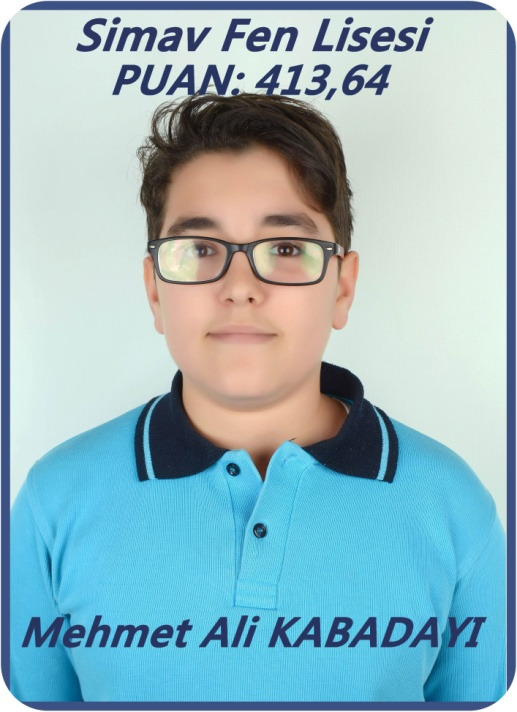 Simav Fen Lisesi
PUAN: 413,64
Mehmet Ali KABADAYI